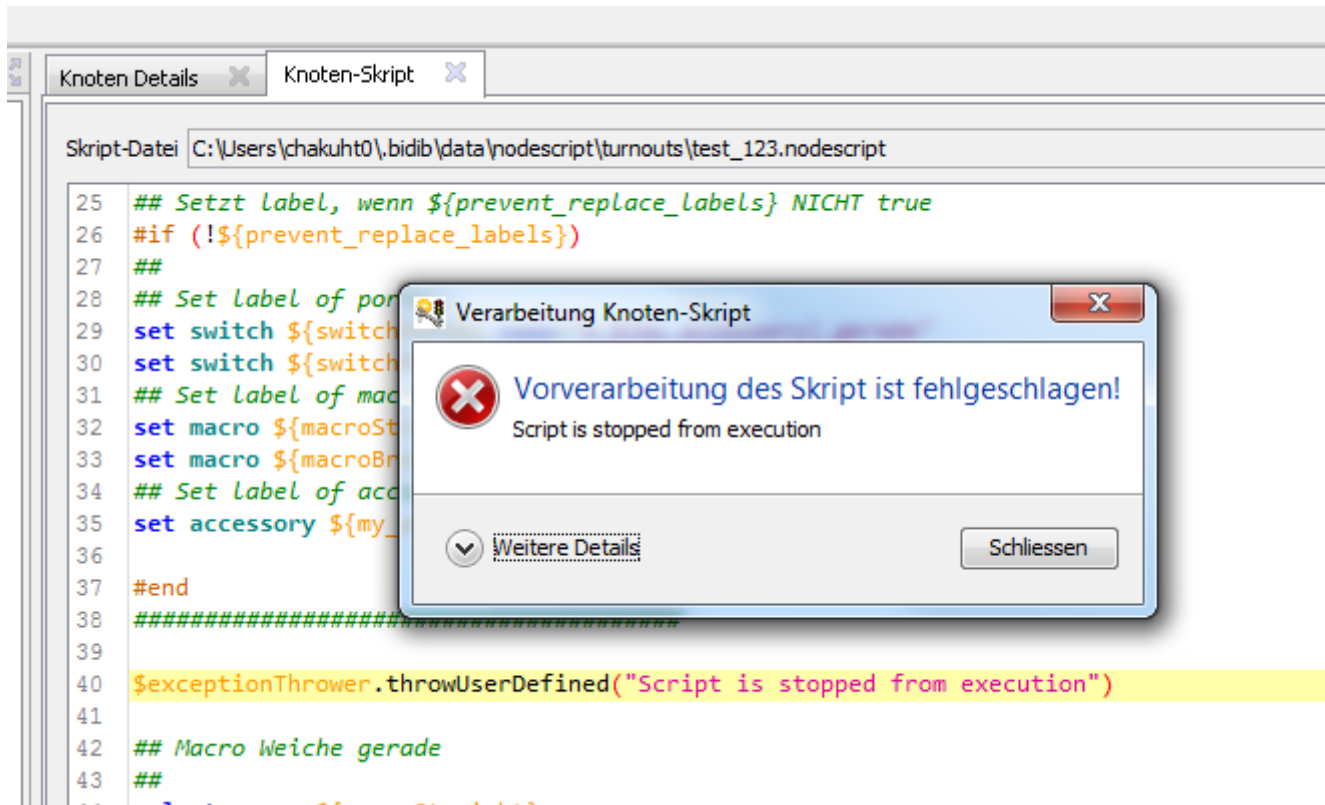 Knoten Details
Knoten-Skript
Skript-Datei C:\Users\chakuht0\.bidib\data\nodescript\turnouts\test_123.nodescript
25 ## Setzt label, wenn ${prevent_replace_labels} NICHT true
26 #if (!${prevent_replace_labels})
27 ##
28 ## Set label of por
29 set switch ${switch
30 set switch ${switch
31 ## Set label of mac
32 set macro ${macroSt
33 set macro ${macroBr
34 ## Set label of acc
35 set accessory ${my_
36
37 #end
38 #######################################
39
40 $exceptionThrower.throwUserDefined("Script is stopped from execution")
41
42 ## Macro Weiche gerade
43 ##
Verarbeitung Knoten-Skript
Vorverarbeitung des Skript ist fehlgeschlagen!
Script is stopped from execution
Weitere Details
Schliessen